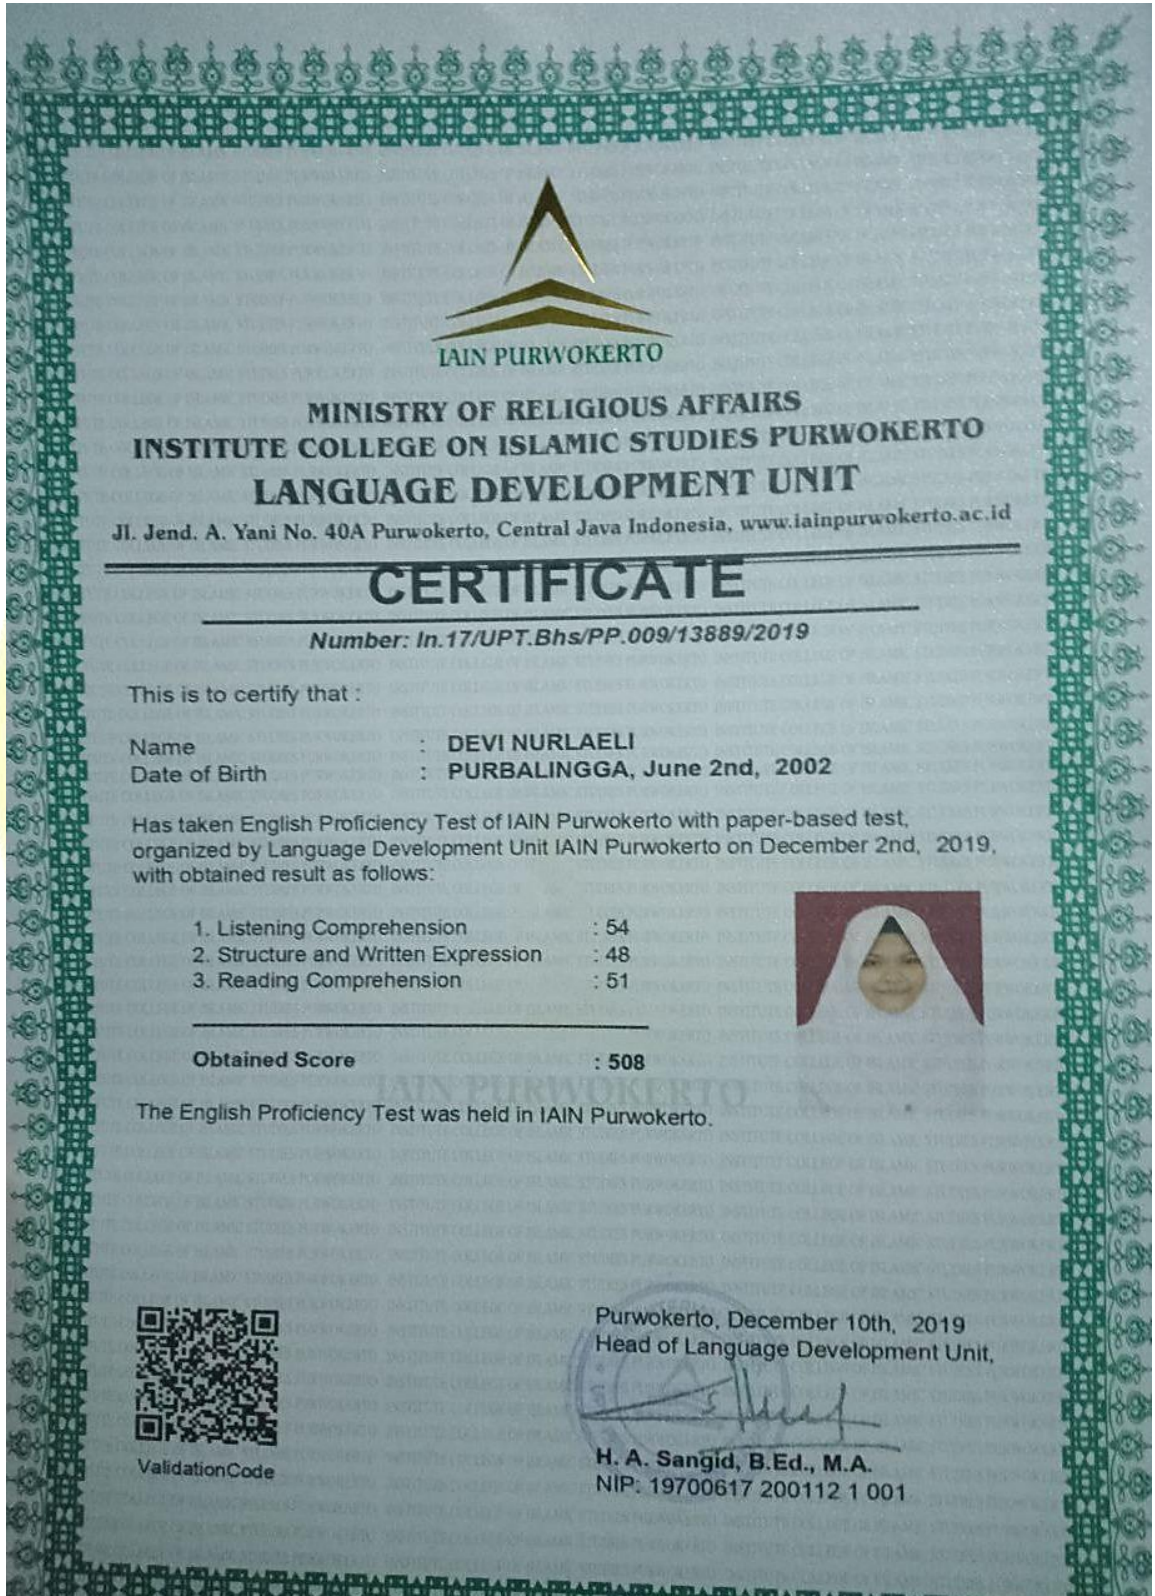 IAIN PURWOKERTO
MINISTRY OF RELIGIOUS AFFAIRS
INSTITUTE COLLEGE ON ISLAMIC STUDIES PURWOKERTO
LANGUAGE DEVELOPMENT UNIT
Jl. Jend. A. Yani No. 40A Purwokerto, Central Java Indonesia, www.iainpurwokerto.ac.id
CERTIFICATE
Number: In.17/UPT.Bhs/PP.009/13889/2019
This is to certify that :
Name : DEVI NURLAELI
Date of Birth : PURBALINGGA, June 2nd, 2002
Has taken English Proficiency Test of IAIN Purwokerto with paper-based test,
organized by Language Development Unit IAIN Purwokerto on December 2nd, 2019,
with obtained result as follows:
1. Listening Comprehension : 54
2. Structure and Written Expression : 48
3. Reading Comprehension : 51
Obtained Score : 508
IAIN PURWOKERTO
The English Proficiency Test was held in IAIN Purwokerto.
Purwokerto, December 10th, 2019
Head of Language Development Unit,
H. A. Sangid, B.Ed., M.A.
NIP: 19700617 200112 1 001
ValidationCode